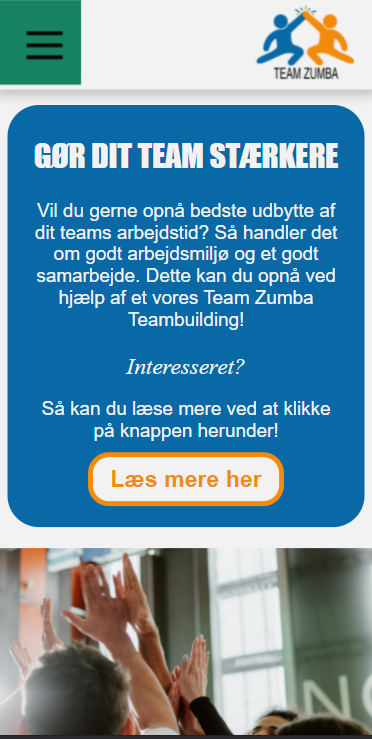 TEAM ZUMBA
GØR DIT TEAM STÆRKERE
Vil du gerne opnå bedste udbytte af
dit teams arbejdstid? Så handler det
om godt arbejdsmiljø og et godt
samarbejde. Dette kan du opnå ved
hjælp af et vores Team Zumba
Teambuilding!
Interesseret?
Så kan du læse mere ved at klikke
på knappen herunder!
Læs mere her
NO